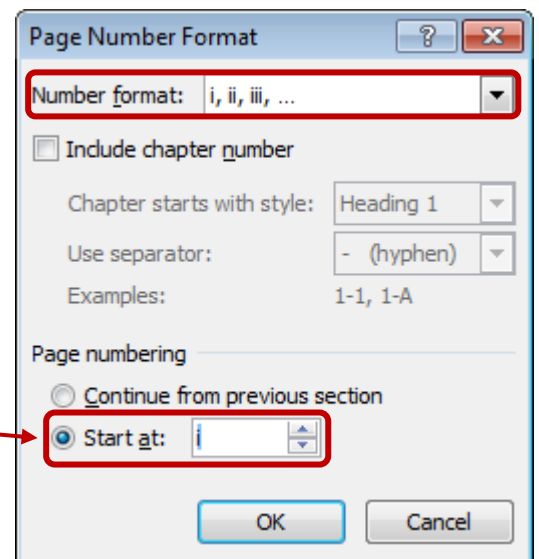 Page Number Format
Number format: i, ii, iii, ...
Include chapter number
Chapter starts with style: Heading 1
Use separator: - (hyphen)
Examples: 1-1, 1-A
Page numbering
Continue from previous section
Start at: i
OK Cancel